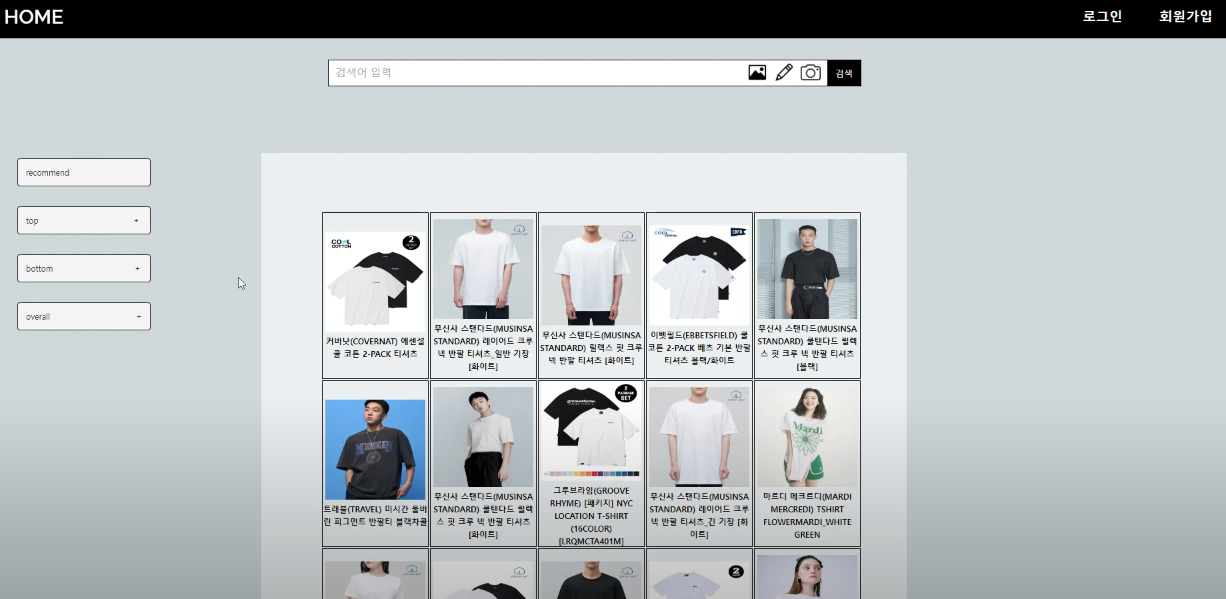 HOME
로그인
회원가입
검색어 입력
검색
recommend
top +
bottom +
overall +
COOL
COTTON
2
커버낫(COVERNAT) 에센셜
쿨 코튼 2-PACK 티셔츠
무신사 스탠다드(MUSINSA
STANDARD) 레이어드 크루
넥 반팔 티셔츠_일반 기장
[화이트]
무신사 스탠다드(MUSINSA
STANDARD) 릴렉스 핏 크루
넥 반팔 티셔츠 [화이트]
이벳필드(EBBETSFIELD) 쿨
코튼 2-PACK 베츠 기본 반팔
티셔츠 블랙/화이트
무신사 스탠다드(MUSINSA
STANDARD) 쿨탠다드 릴렉
스 핏 크루 넥 반팔 티셔츠
[블랙]
트래블(TRAVEL) 미시간 올버
린 피그먼트 반팔티 블랙차콜
무신사 스탠다드(MUSINSA
STANDARD) 쿨탠다드 릴렉
스 핏 크루 넥 반팔 티셔츠
[화이트]
2
PACKAGE
SET
그루브라임(GROOVE
RHYME) [패키지] NYC
LOCATION T-SHIRT
(16COLOR)
[LRQMCTA401M]
무신사 스탠다드(MUSINSA
STANDARD) 레이어드 크루
넥 반팔 티셔츠_긴 기장 [화
이트]
Mardi
마르디 메크르디(MARDI
MERCREDI) TSHIRT
FLOWERMARDI_WHITE
GREEN
2